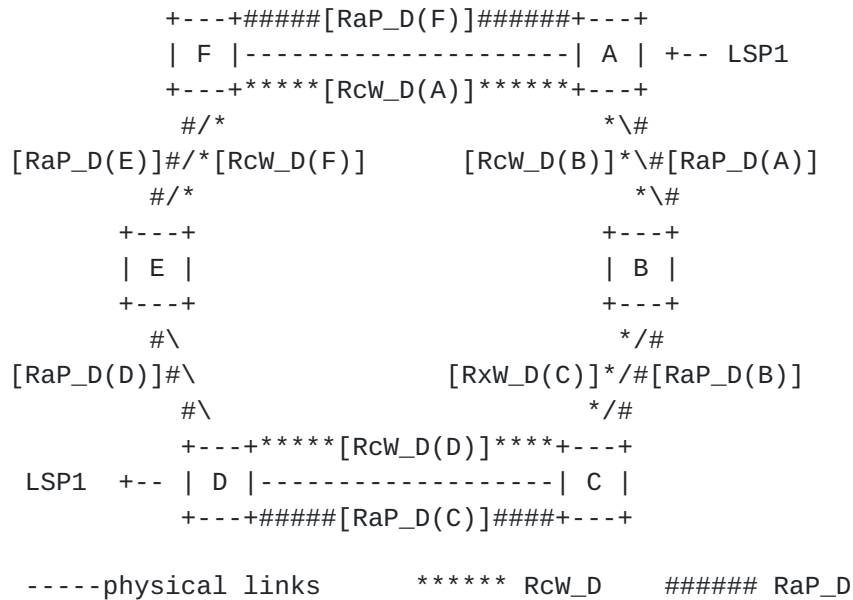 +---+#####[RaP_D(F)]######+---+
          | F |---------------------| A | +-- LSP1
          +---+*****[RcW_D(A)]******+---+
           #/*                        *\#
[RaP_D(E)]#/*[RcW_D(F)]      [RcW_D(B)]*\#[RaP_D(A)]
         #/*                            *\#
       +---+                          +---+
       | E |                          | B |
       +---+                          +---+
         #\                            */#
[RaP_D(D)]#\                [RxW_D(C)]*/#[RaP_D(B)]
           #\                        */#
           +---+*****[RcW_D(D)]****+---+
 LSP1  +-- | D |-------------------| C |
           +---+#####[RaP_D(C)]####+---+
 -----physical links      ****** RcW_D    ###### RaP_D